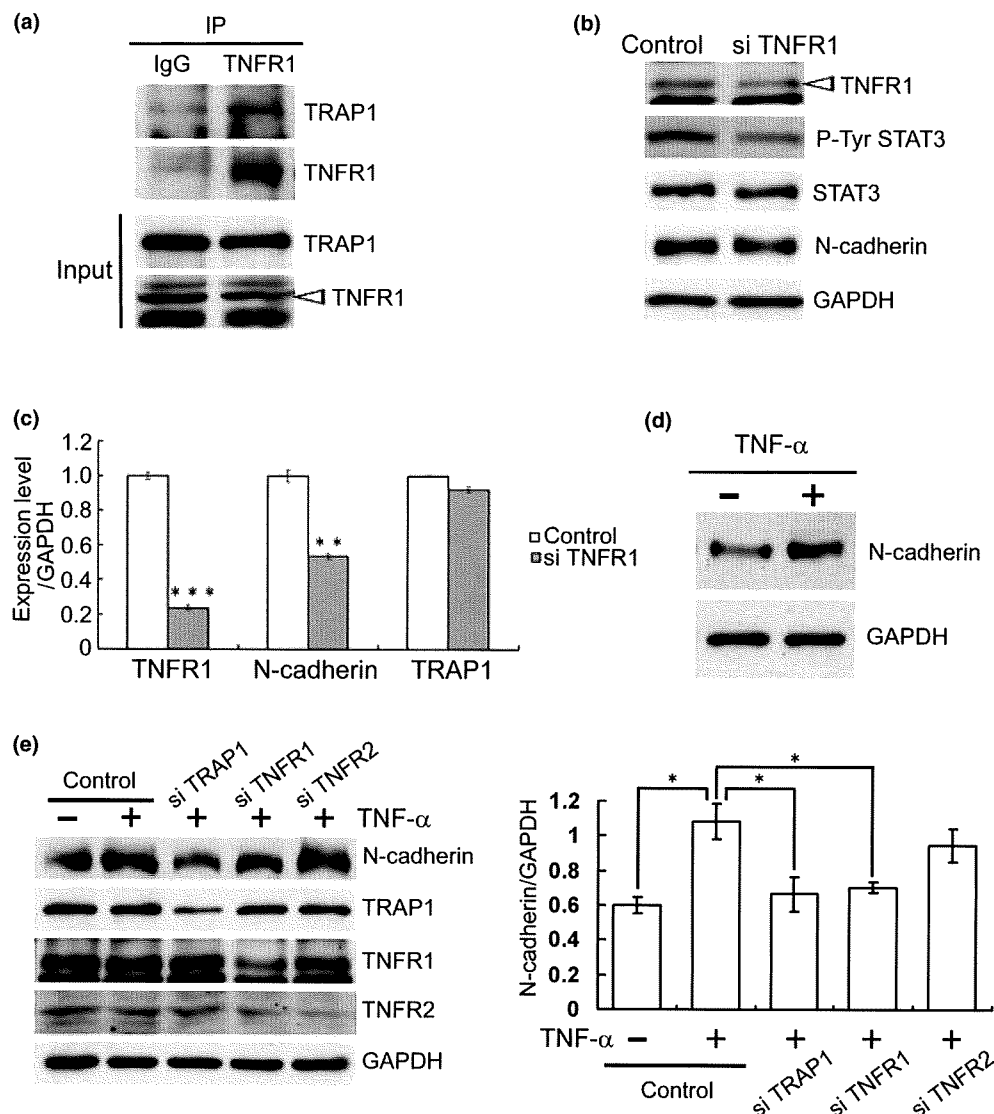 (a)
IP
IgG TNFR1
TRAP1
TNFR1
Input
TRAP1
TNFR1
(b)
Control si TNFR1
TNFR1
P-Tyr STAT3
STAT3
N-cadherin
GAPDH
(c)
Expression level
/GAPDH
1.2
1.0
0.8
0.6
0.4
0.2
0
* * *
* *
TNFR1 N-cadherin TRAP1
Control
si TNFR1
(d)
TNF-α
− +
N-cadherin
GAPDH
(e)
Control si TRAP1 si TNFR1 si TNFR2
− + + + + TNF-α
N-cadherin
TRAP1
TNFR1
TNFR2
GAPDH
N-cadherin/GAPDH
1.2
1
0.8
0.6
0.4
0.2
0
* * *
TNF-α − + + + +
Control si TRAP1 si TNFR1 si TNFR2